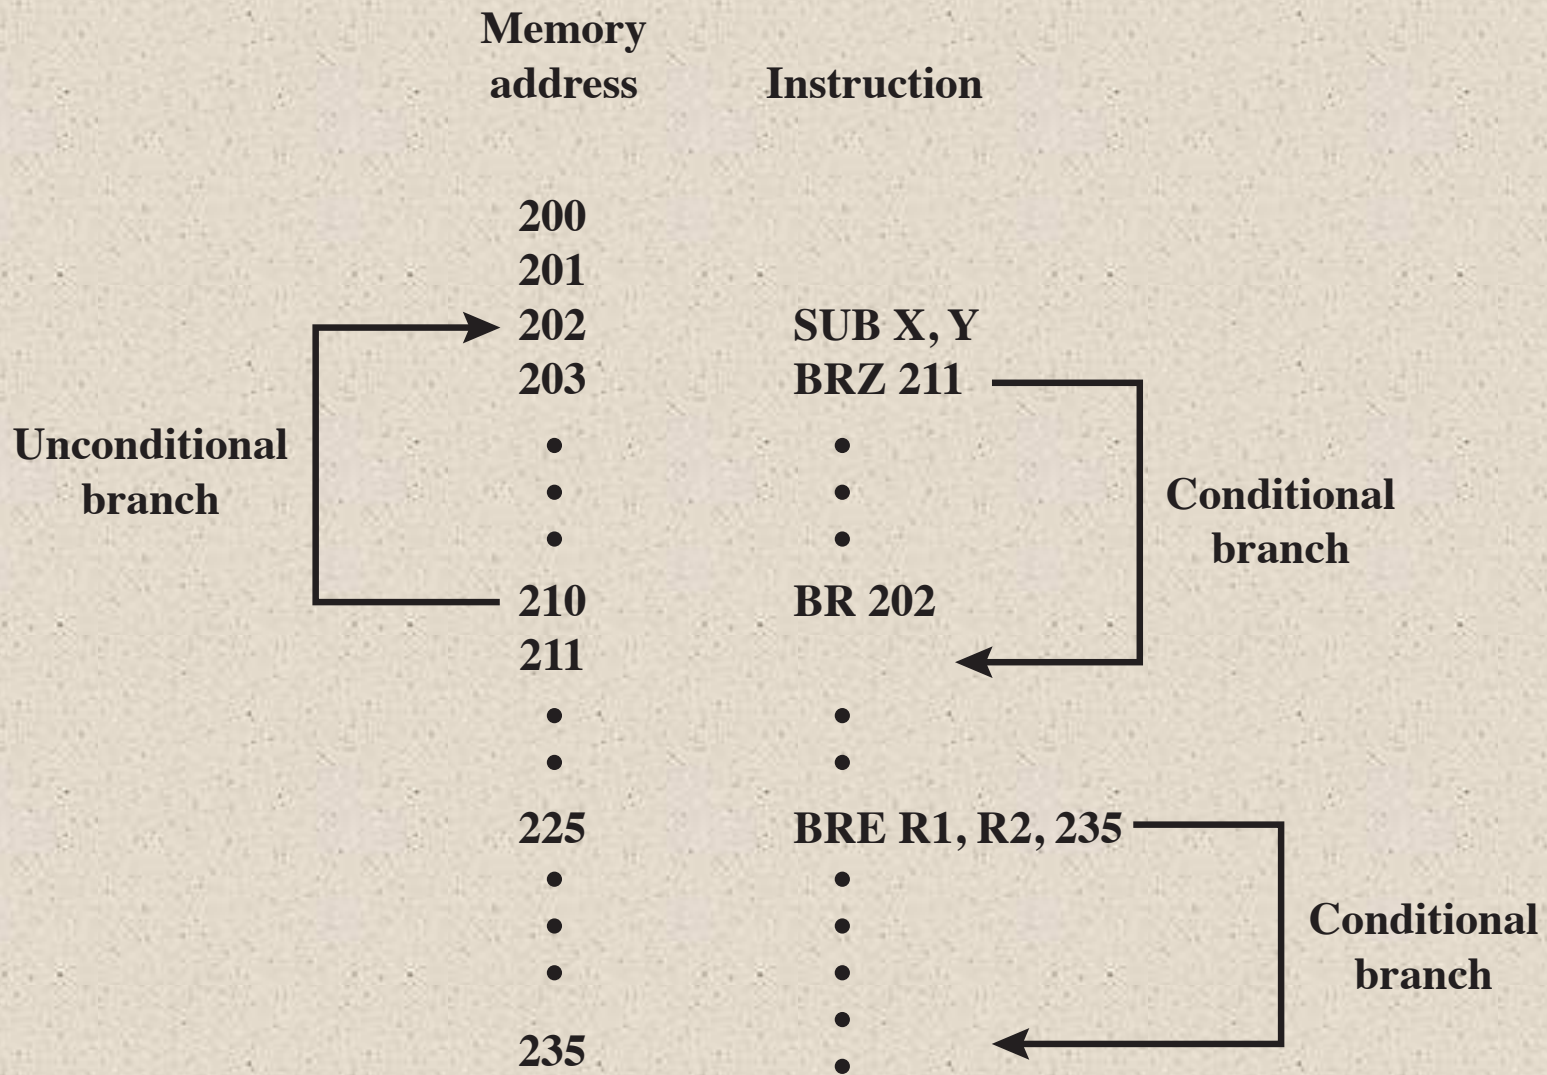 Memory
address Instruction
200
201
202 SUB X, Y
203 BRZ 211
Unconditional
branch
Conditional
branch
210 BR 202
211
225 BRE R1, R2, 235
Conditional
branch
235